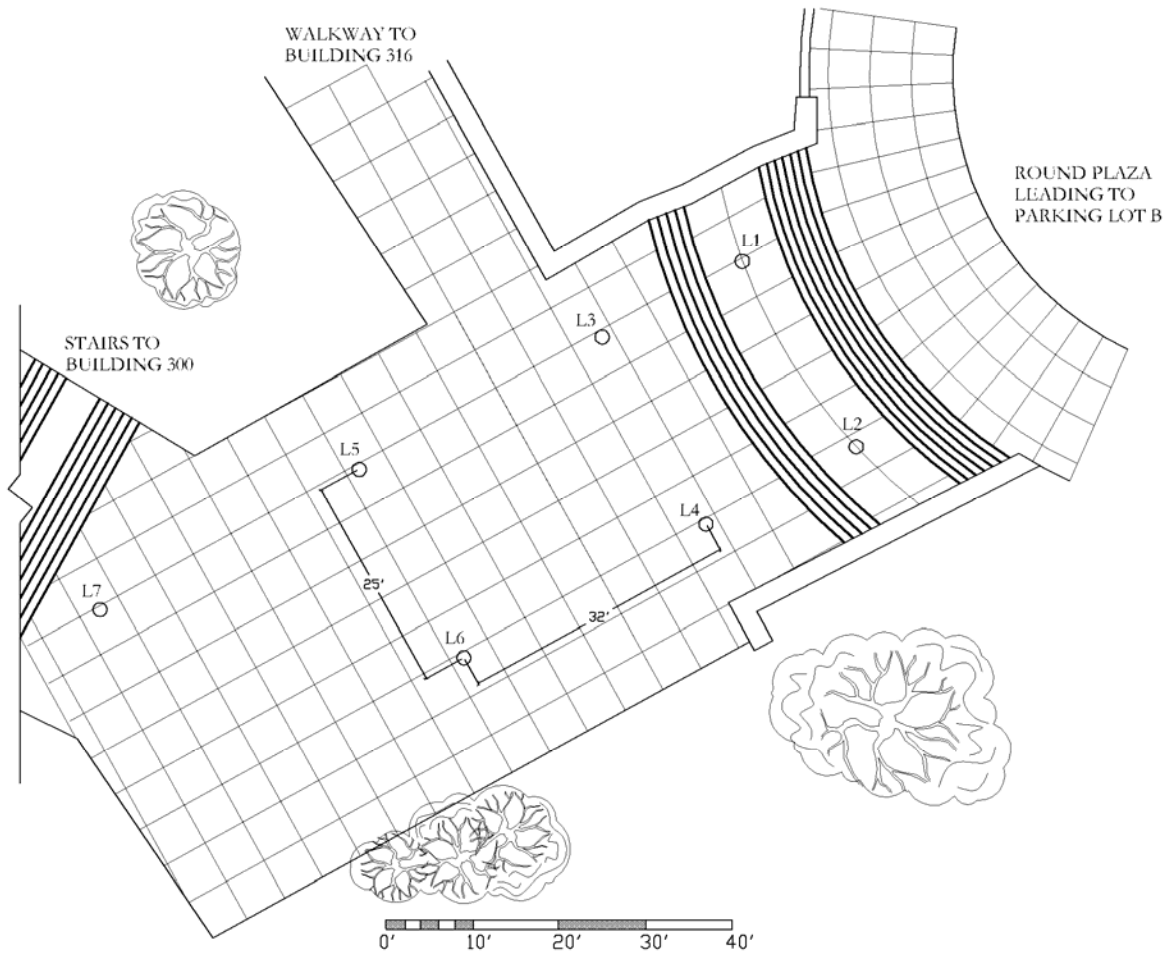 WALKWAY TO
BUILDING 316
ROUND PLAZA
LEADING TO
PARKING LOT B
L1
L3
STAIRS TO
BUILDING 300
L2
L5
L4
25'
L7
32'
L6
0' 10' 20' 30' 40'